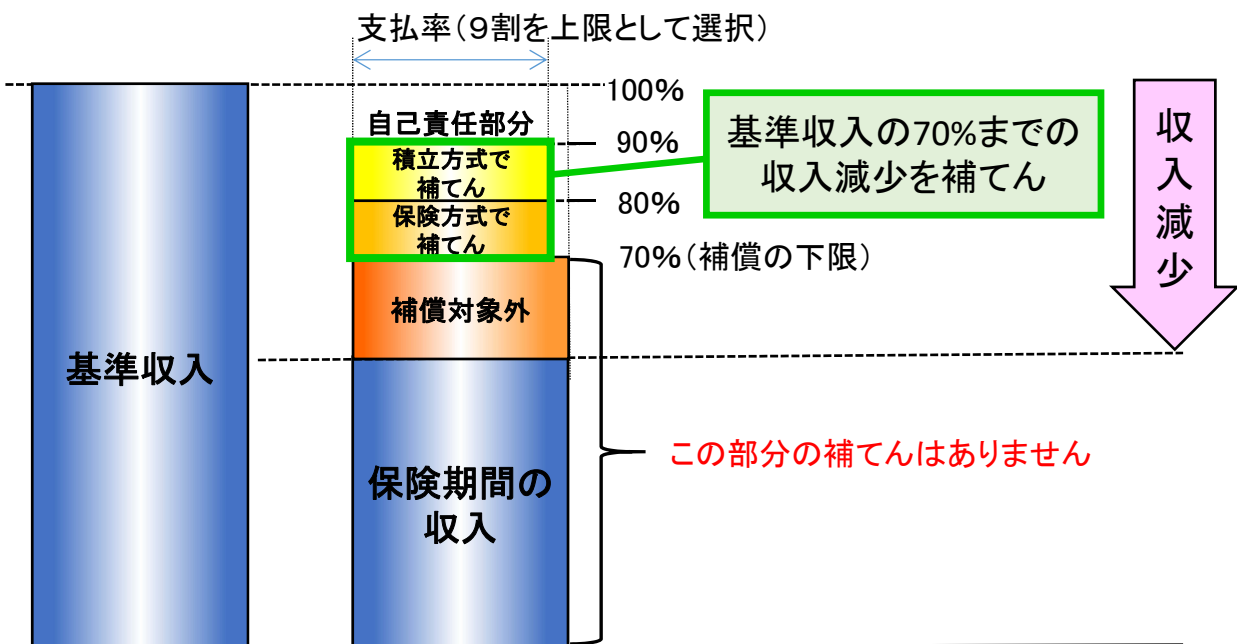 支払率(９割を上限として選択)
100%
自己責任部分
90%
積立方式で
補てん
80%
保険方式で
補てん
70%(補償の下限)
基準収入の70%までの
収入減少を補てん
収
入
減
少
補償対象外
基準収入
この部分の補てんはありません
保険期間の
収入